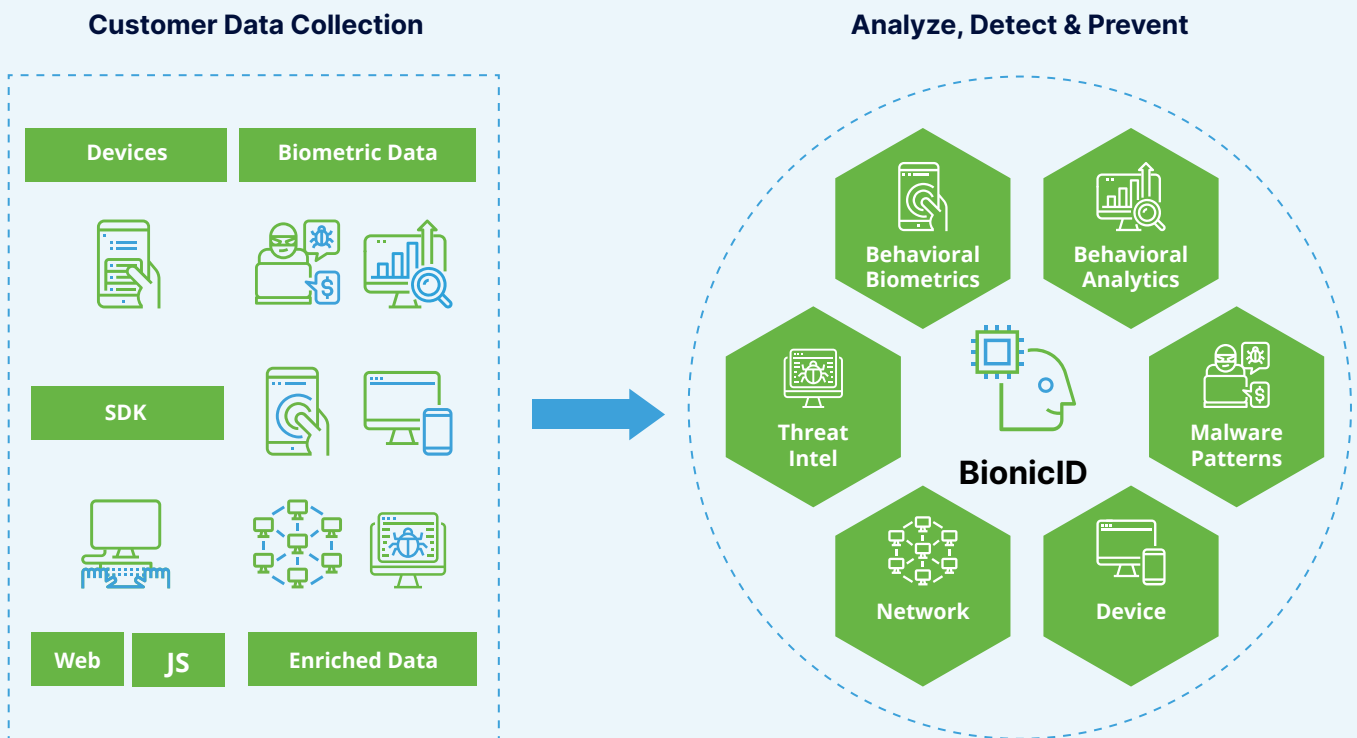 Customer Data Collection
Analyze, Detect & Prevent
Devices
Biometric Data
SDK
Web
JS
Enriched Data
Behavioral
Biometrics
Behavioral
Analytics
Threat
Intel
Malware
Patterns
BionicID
Network
Device
$
$